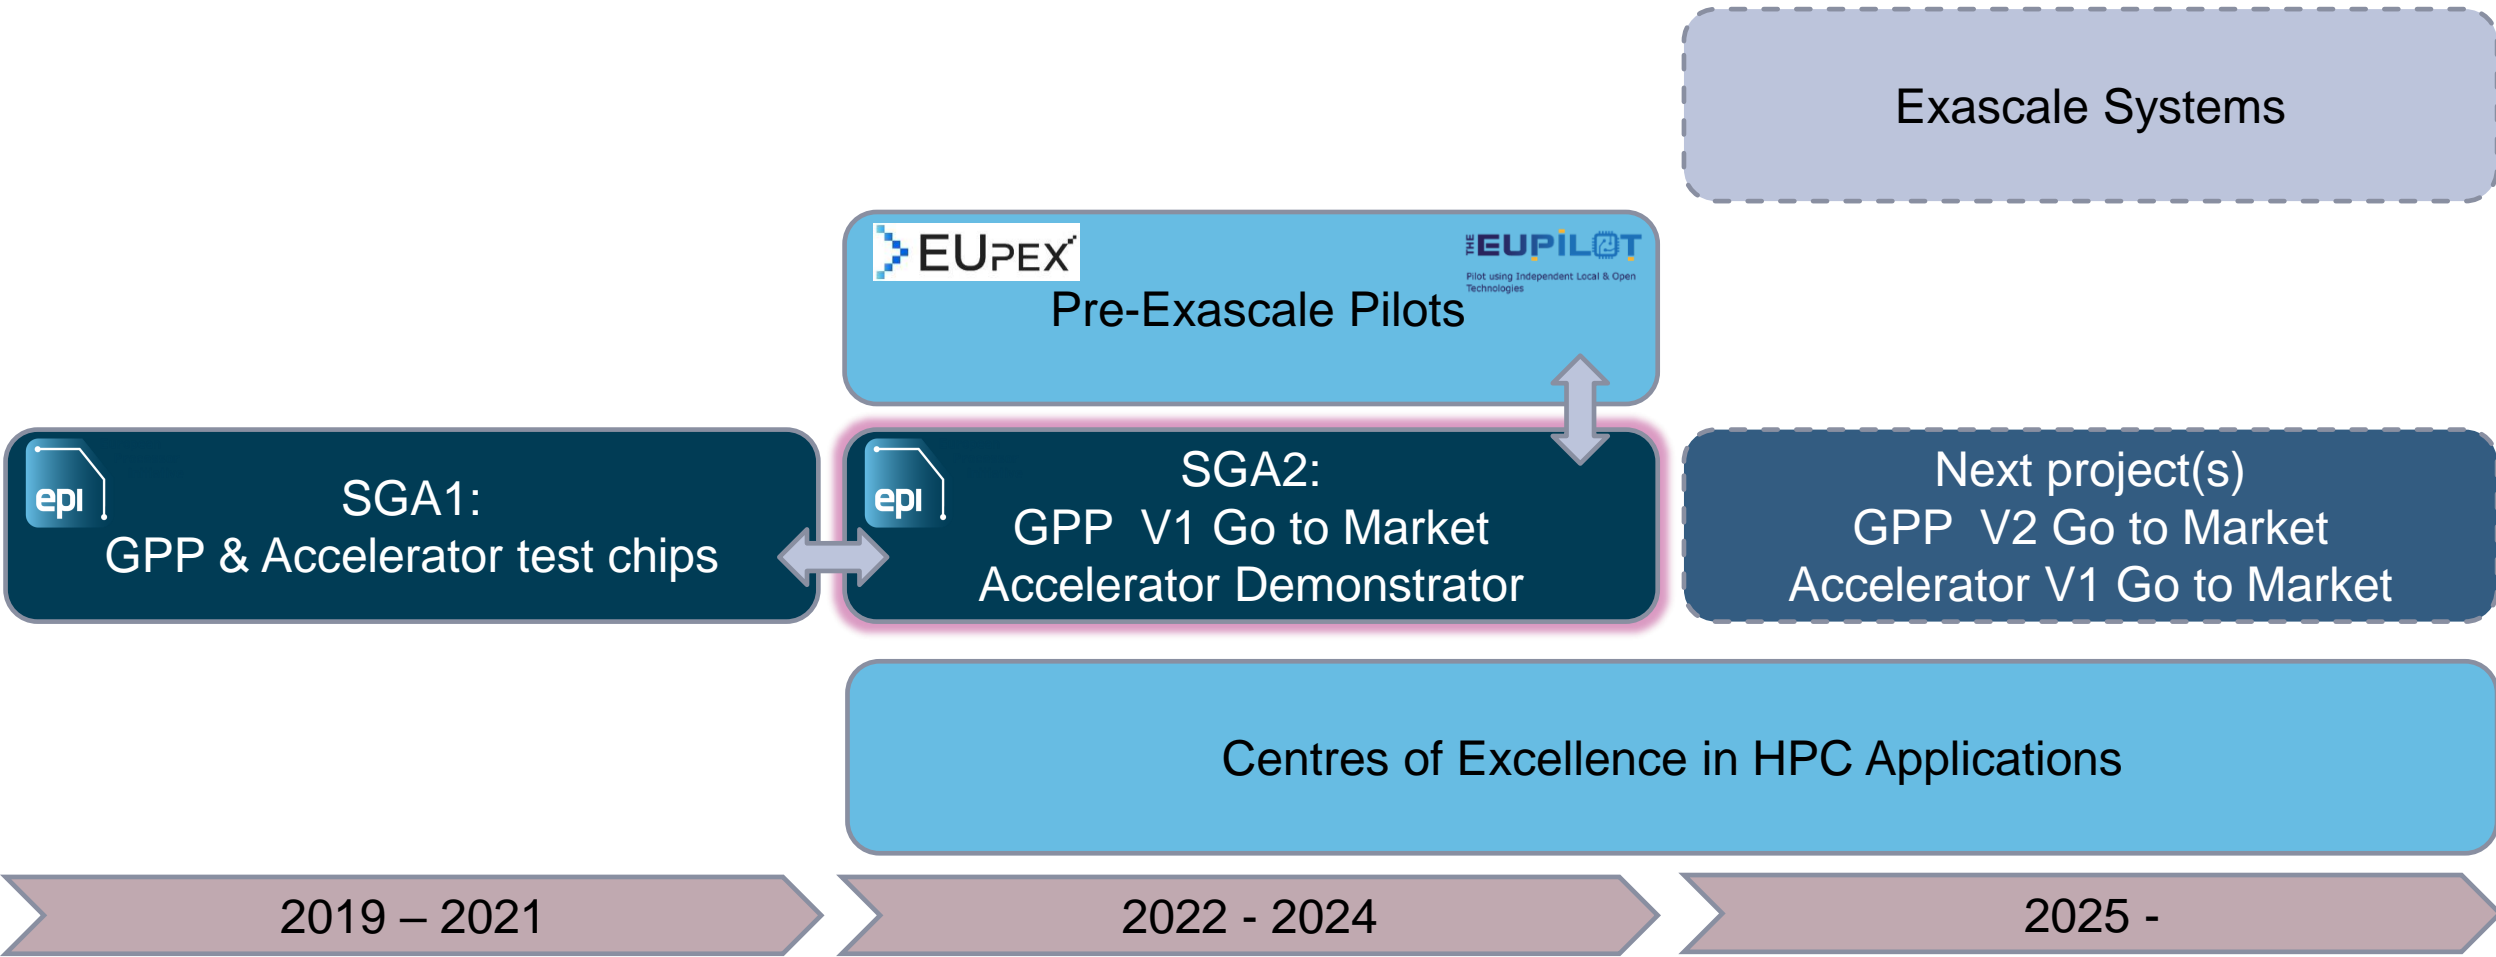 Exascale Systems
EUPEX
THE EUPILOT
Pilot using Independent Local & Open
Technologies
Pre-Exascale Pilots
epi
SGA1:
GPP & Accelerator test chips
epi
SGA2:
GPP  V1 Go to Market
Accelerator Demonstrator
Next project(s)
GPP  V2 Go to Market
Accelerator V1 Go to Market
Centres of Excellence in HPC Applications
2019 – 2021
2022 - 2024
2025 -